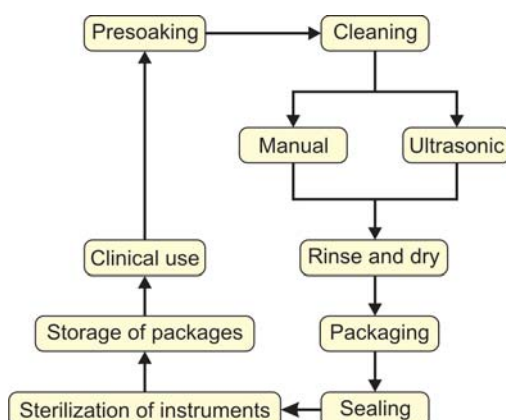 Presoaking
Cleaning
Manual
Ultrasonic
Rinse and dry
Packaging
Sealing
Sterilization of instruments
Storage of packages
Clinical use